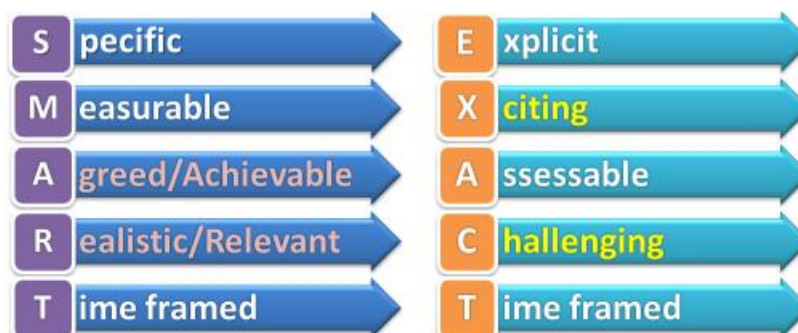 S pecific
M easurable
A greed/Achievable
R ealistic/Relevant
T ime framed
E xplicit
X citing
A ssessable
C hallenging
T ime framed